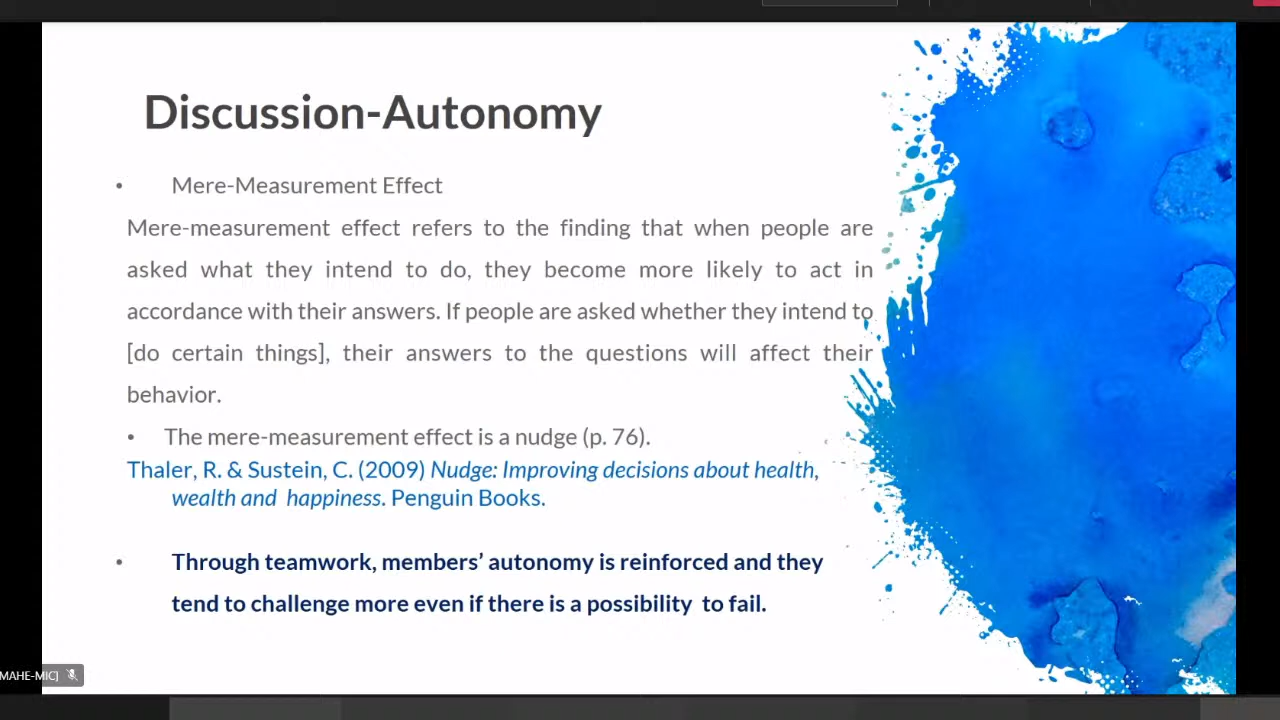 Discussion-Autonomy
• Mere-Measurement Effect
Mere-measurement effect refers to the finding that when people are
asked what they intend to do, they become more likely to act in
accordance with their answers. If people are asked whether they intend to
[do certain things], their answers to the questions will affect their
behavior.
• The mere-measurement effect is a nudge (p. 76).
Thaler, R. & Sustein, C. (2009) Nudge: Improving decisions about health,
wealth and happiness. Penguin Books.
• Through teamwork, members’ autonomy is reinforced and they
tend to challenge more even if there is a possibility to fail.
MAHE-MICJ